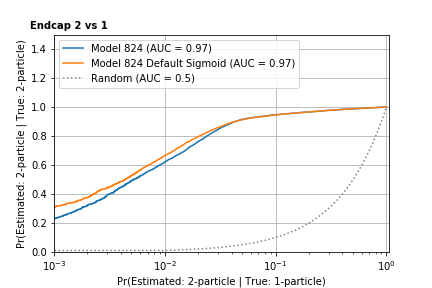 Endcap 2 vs 1
Model 824 (AUC = 0.97)
Model 824 Default Sigmoid (AUC = 0.97)
Random (AUC = 0.5)
Pr(Estimated: 2-particle | True: 2-particle)
1.4
1.2
1.0
0.8
0.6
0.4
0.2
0.0
10⁻³ 10⁻² 10⁻¹ 10⁰
Pr(Estimated: 2-particle | True: 1-particle)